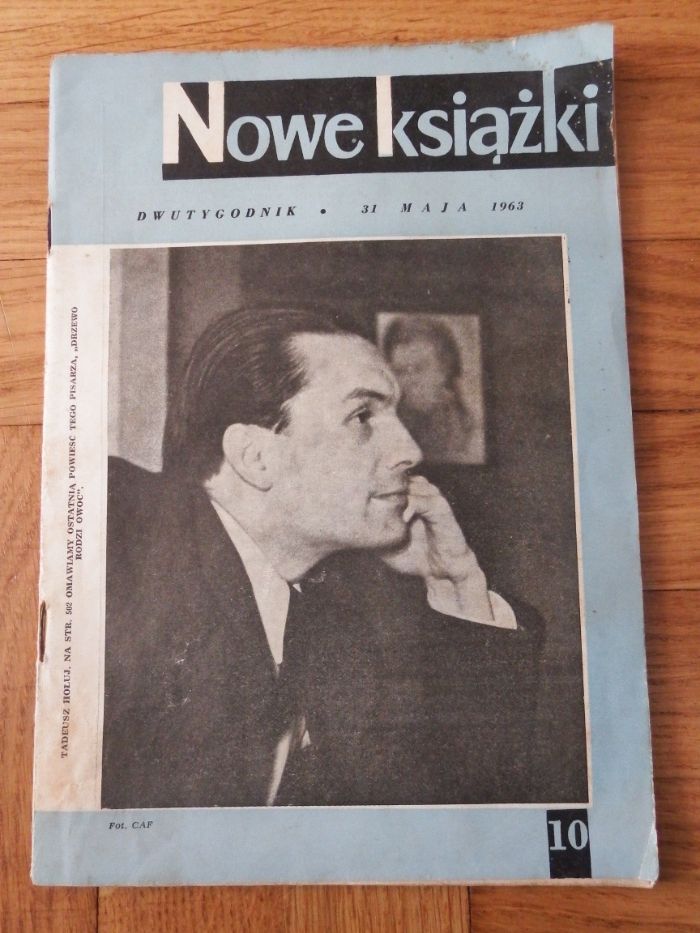 Nowe książki
DWUTYGODNIK • 31 MAJA 1963
TADEUSZ HOŁUJ. NA STR. 562 OMAWIAMY OSTATNIĄ POWIEŚĆ TEGO PISARZA, „DRZEWO
RODZI OWOC".
Fot. CAF
10